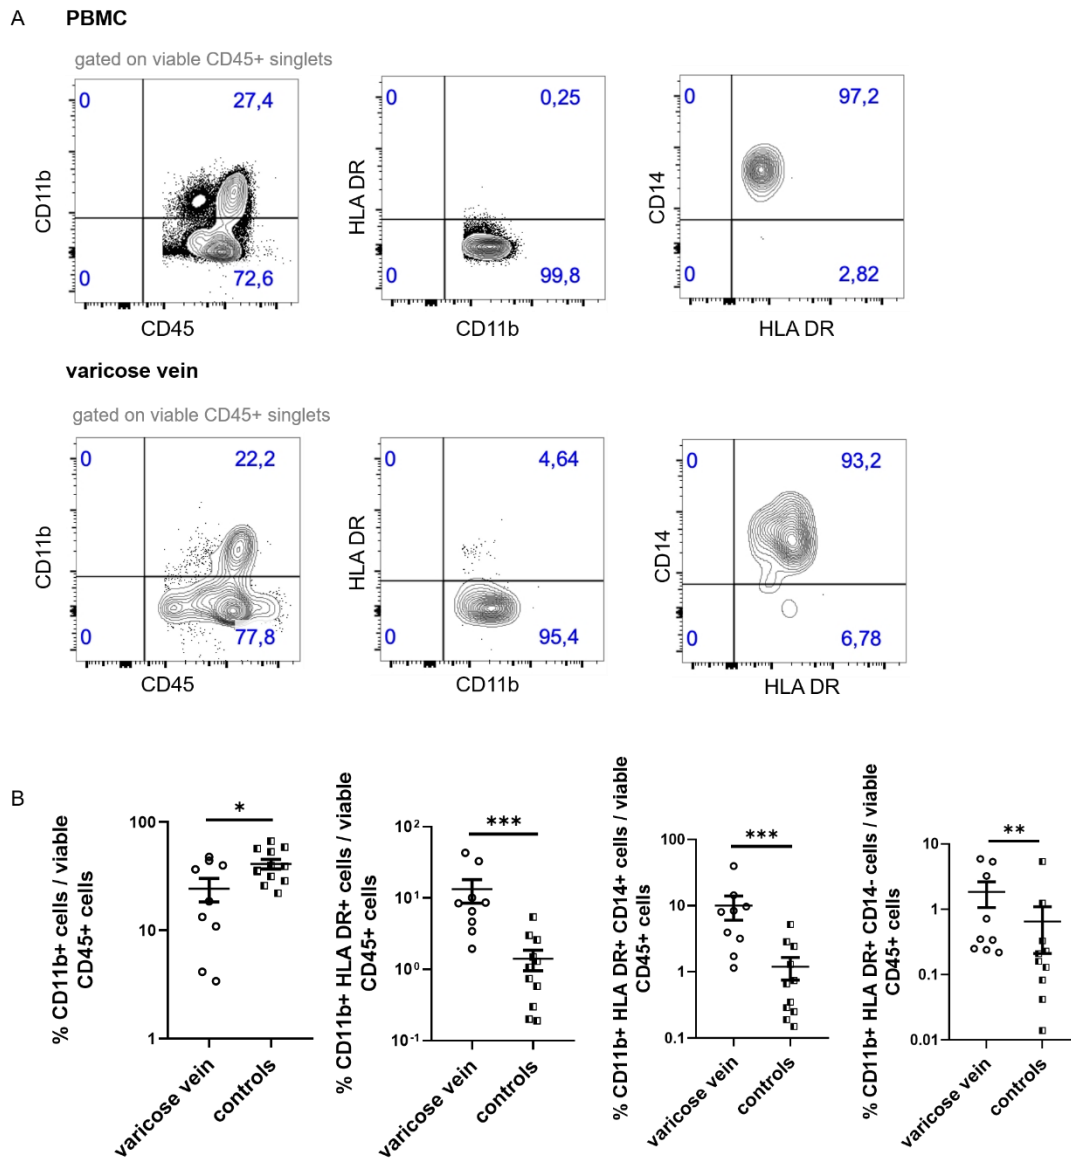 A PBMC
gated on viable CD45+ singlets
0 27,4
CD11b
0 72,6
CD45
0 0,25
HLA DR
0 99,8
CD11b
0 97,2
CD14
0 2,82
HLA DR
varicose vein
gated on viable CD45+ singlets
0 22,2
CD11b
0 77,8
CD45
0 4,64
HLA DR
0 95,4
CD11b
0 93,2
CD14
0 6,78
HLA DR
B
% CD11b+ cells / viable
CD45+ cells
100
10
1
*
varicose vein
controls
% CD11b+ HLA DR+ cells / viable
CD45+ cells
10²
10¹
10⁰
10⁻¹
***
varicose vein
controls
% CD11b+ HLA DR+ CD14+ cells / viable
CD45+ cells
100
10
1
0.1
***
varicose vein
controls
% CD11b+ HLA DR+ CD14- cells / viable
CD45+ cells
10
1
0.1
0.01
**
varicose vein
controls